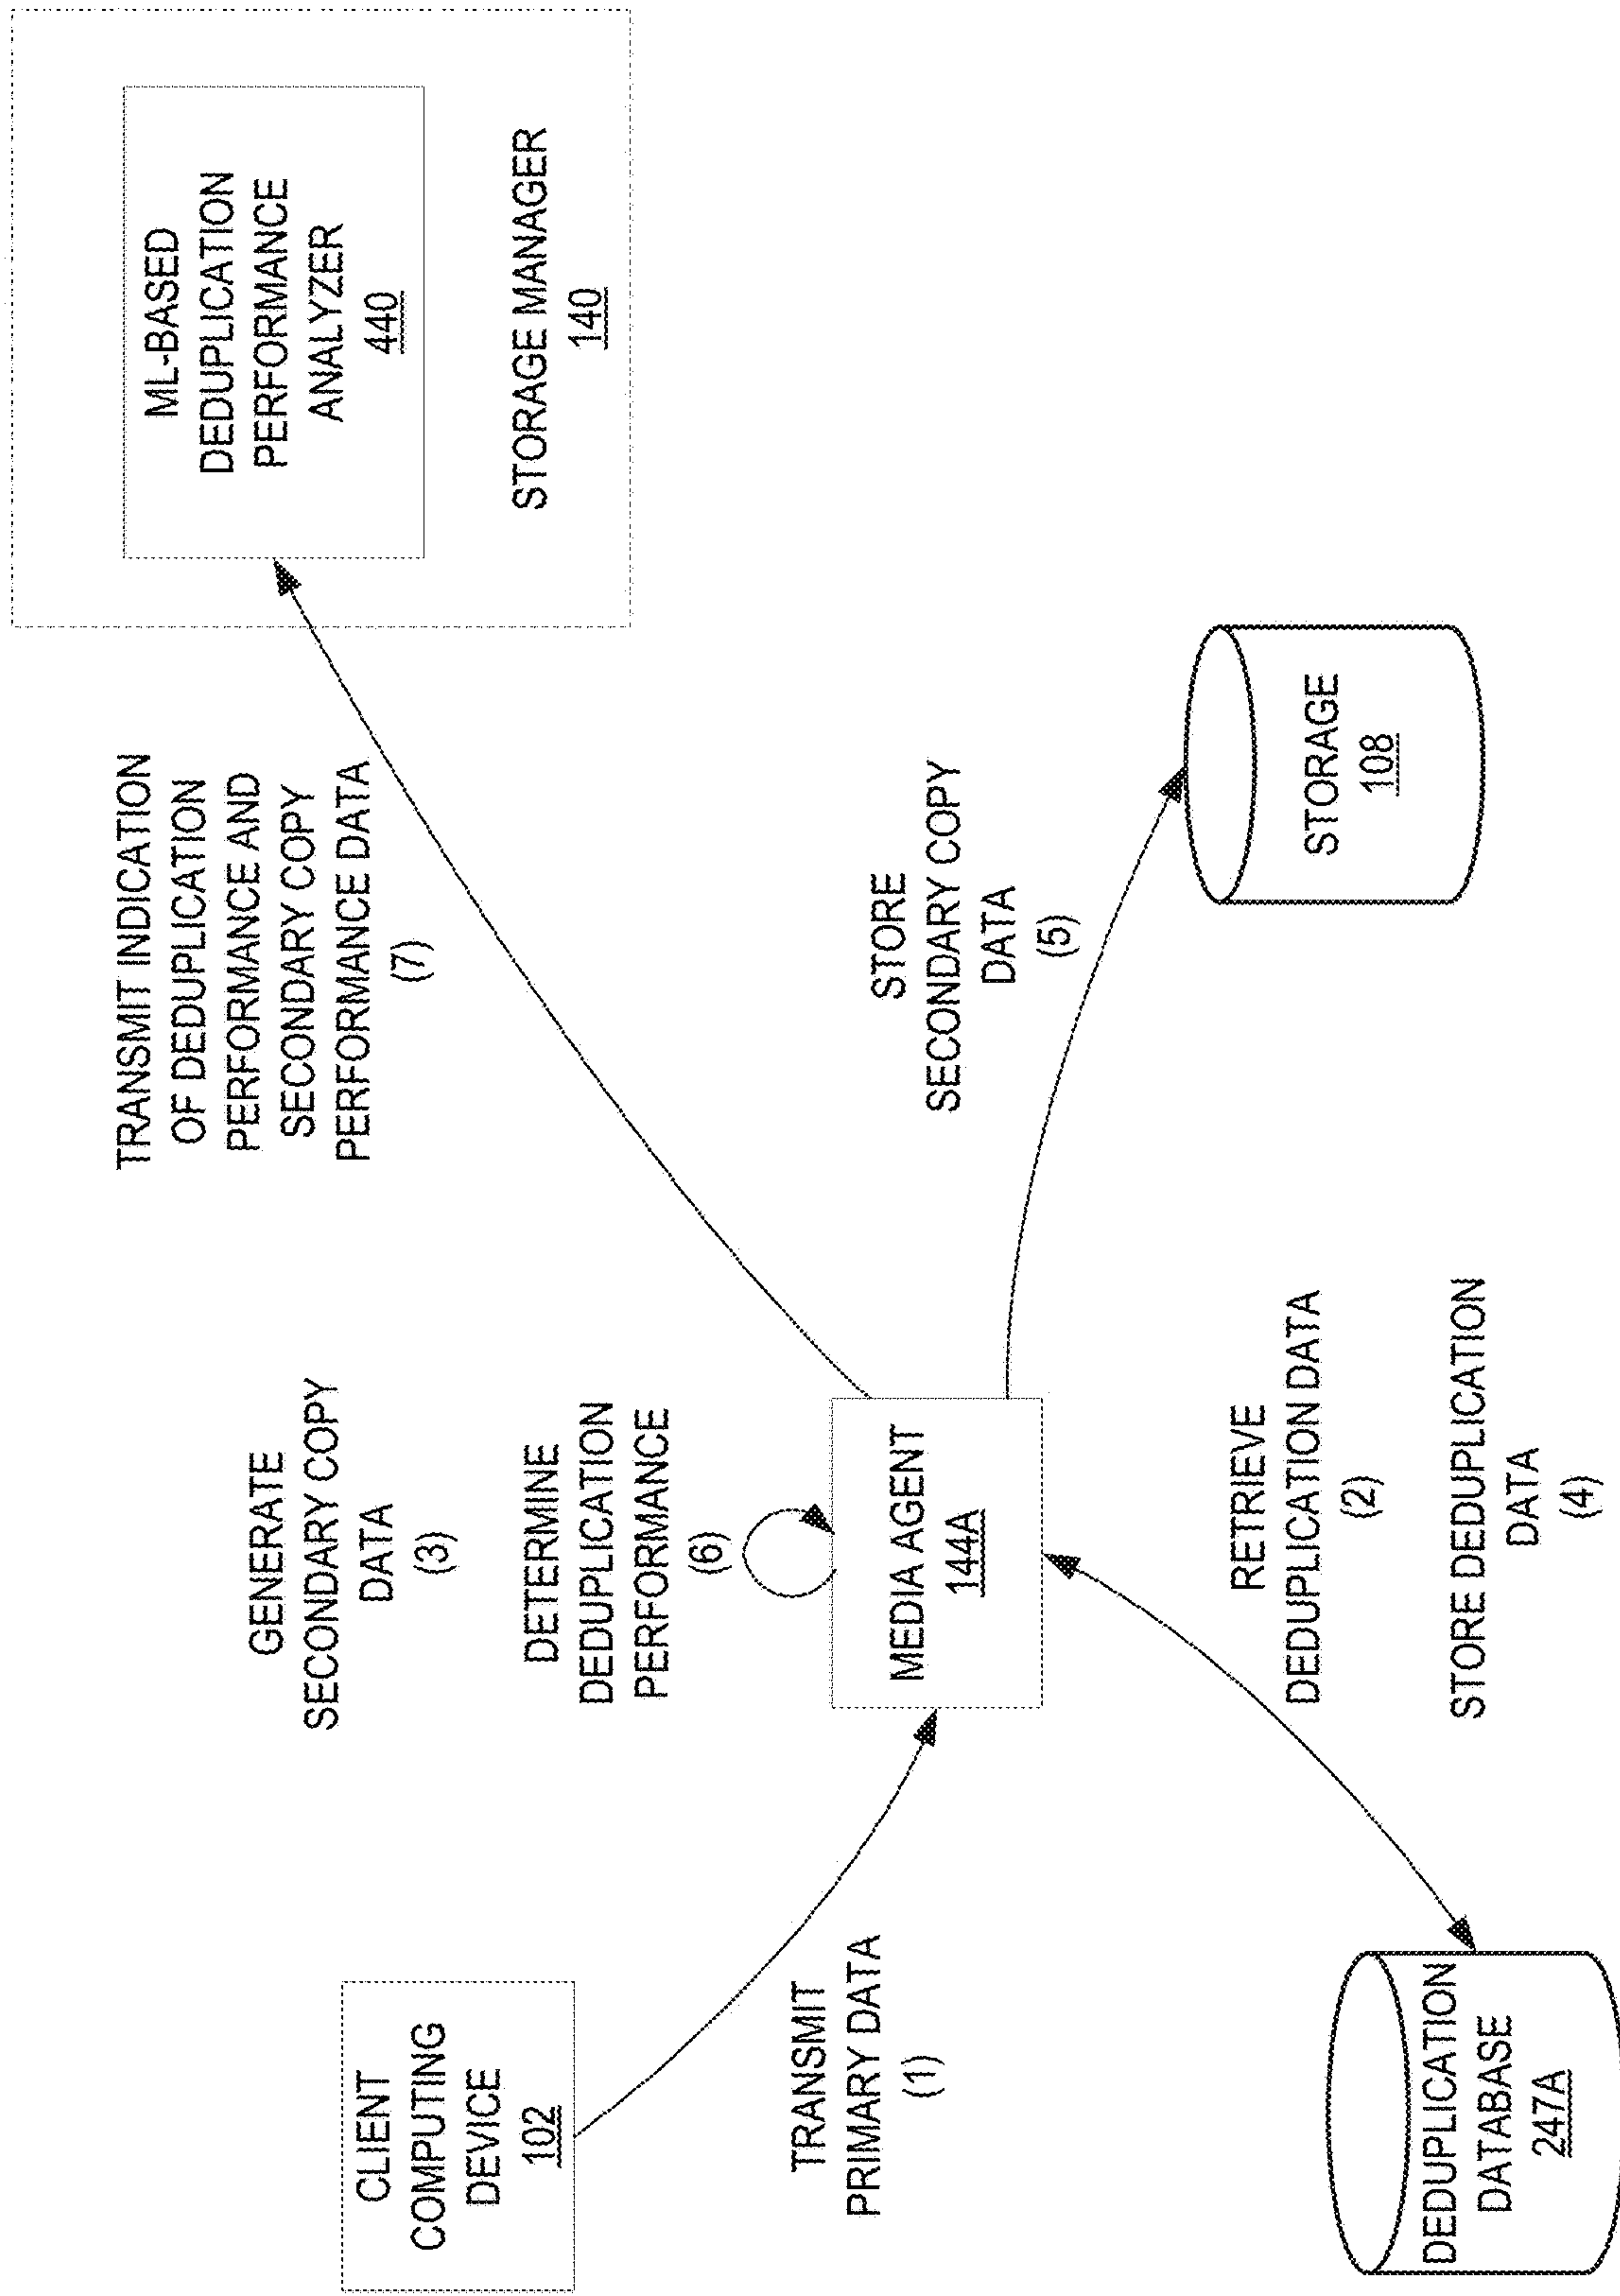 CLIENT
COMPUTING
DEVICE
102
TRANSMIT
PRIMARY DATA
(1)
DEDUPLICATION
DATABASE
247A
GENERATE
SECONDARY COPY
DATA
(3)
DETERMINE
DEDUPLICATION
PERFORMANCE
(6)
MEDIA AGENT
144A
RETRIEVE
DEDUPLICATION DATA
(2)
STORE DEDUPLICATION
DATA
(4)
TRANSMIT INDICATION
OF DEDUPLICATION
PERFORMANCE AND
SECONDARY COPY
PERFORMANCE DATA
(7)
STORE
SECONDARY COPY
DATA
(5)
STORAGE
108
ML-BASED
DEDUPLICATION
PERFORMANCE
ANALYZER
440
STORAGE MANAGER
140